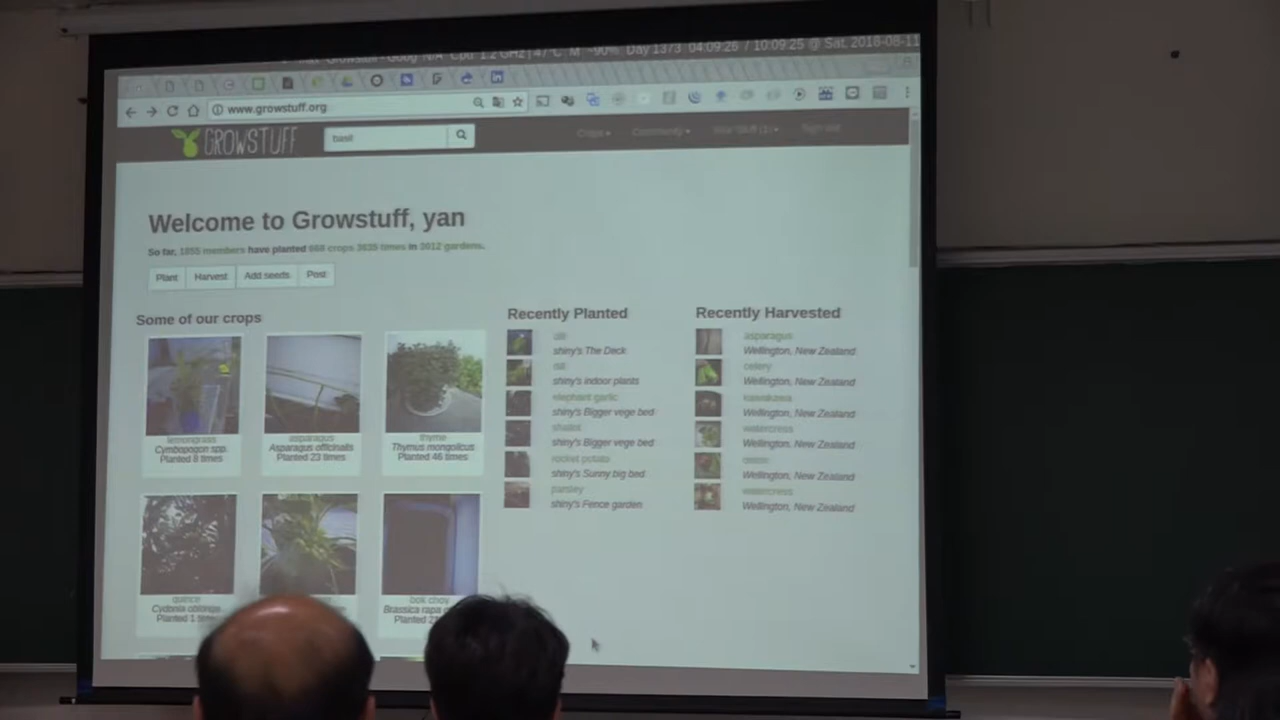 Day 1373 04:09:26 / 10:09:25 @ Sat, 2018-08-11
www.growstuff.org
GROWSTUFF
basil
Crops
Community
Sign out
Welcome to Growstuff, yan
So far, 1855 members have planted 668 crops 3635 times in 2012 gardens.
Plant
Harvest
Add seeds
Post
Some of our crops
lemongrass
Cymbopogon spp.
Planted 8 times
asparagus
Asparagus officinalis
Planted 23 times
thyme
Thymus mongolicus
Planted 46 times
quince
Cydonia oblonga
Planted 1 times
bok choy
Brassica rapa
Planted
Recently Planted
dill
shiny's The Deck
dill
shiny's indoor plants
elephant garlic
shiny's Bigger vege bed
shallot
shiny's Bigger vege bed
rocket potato
shiny's Sunny big bed
parsley
shiny's Fence garden
Recently Harvested
asparagus
Wellington, New Zealand
celery
Wellington, New Zealand
kawakawa
Wellington, New Zealand
watercress
Wellington, New Zealand
onion
Wellington, New Zealand
watercress
Wellington, New Zealand